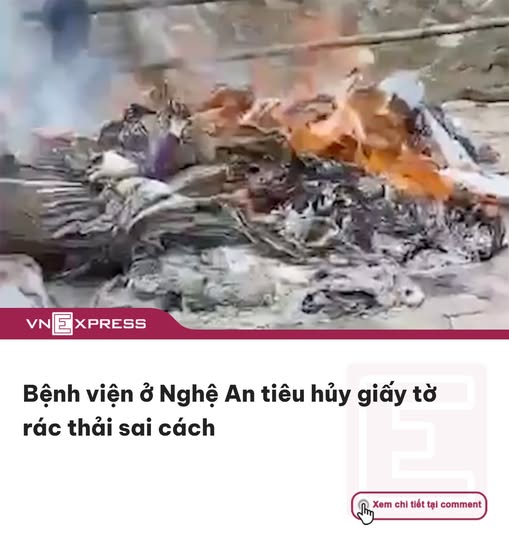 VNEXPRESS
Bệnh viện ở Nghệ An tiêu hủy giấy tờ
rác thải sai cách
Xem chi tiết tại comment